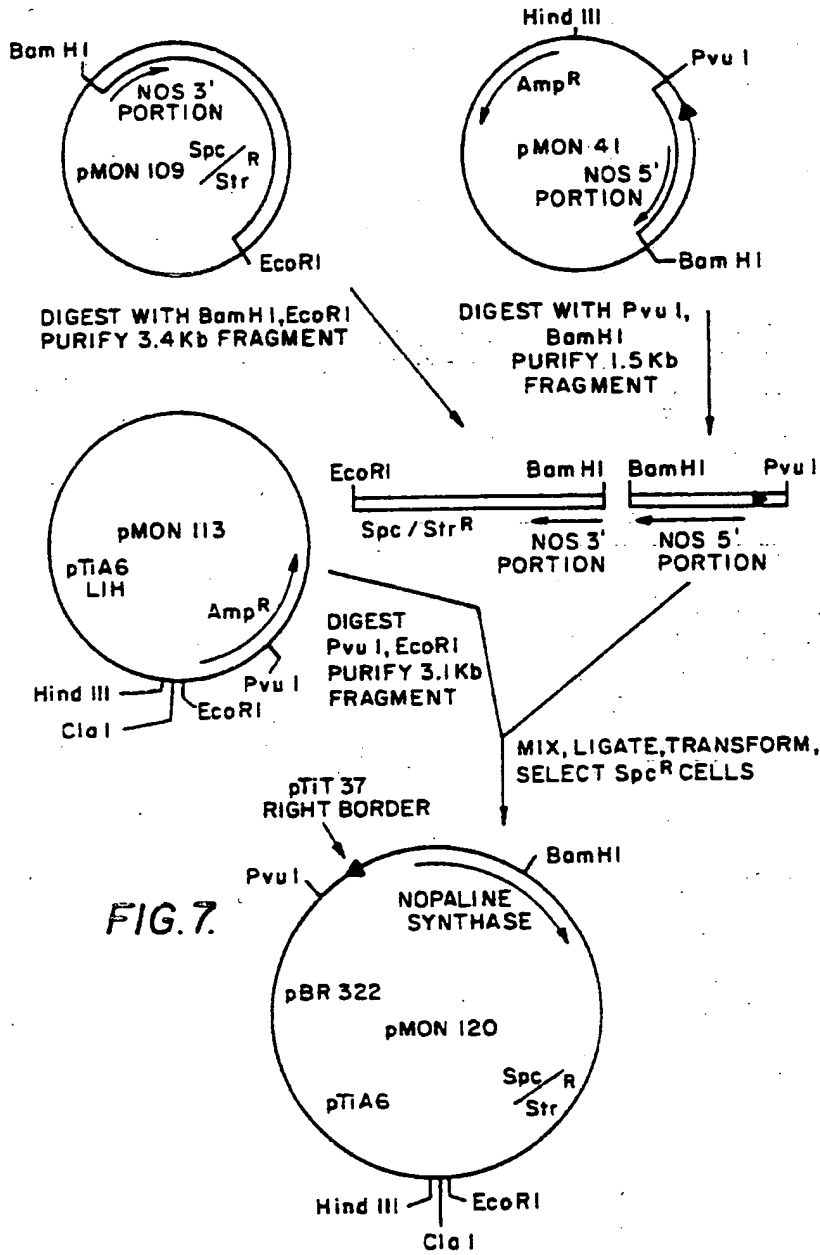 Bam HI
NOS 3'
PORTION
pMON 109
Spc/Str R
EcoRI
Hind III
Pvu I
AmpR
pMON 41
NOS 5'
PORTION
Bam HI
DIGEST WITH BamHI, EcoRI
PURIFY 3.4 Kb FRAGMENT
DIGEST WITH Pvu I,
BamHI
PURIFY 1.5 Kb
FRAGMENT
EcoRI
BamHI
BamHI
Pvu I
Spc / StrR
NOS 3'
PORTION
NOS 5'
PORTION
pMON 113
pTiA6
LIH
AmpR
Pvu I
EcoRI
Hind III
Cla I
DIGEST
Pvu I, EcoRI
PURIFY 3.1 Kb
FRAGMENT
MIX, LIGATE, TRANSFORM,
SELECT SpcR CELLS
pTiT 37
RIGHT BORDER
Pvu I
BamHI
NOPALINE
SYNTHASE
FIG. 7.
pBR 322
pMON 120
Spc/Str R
pTiA6
Hind III
EcoRI
Cla I